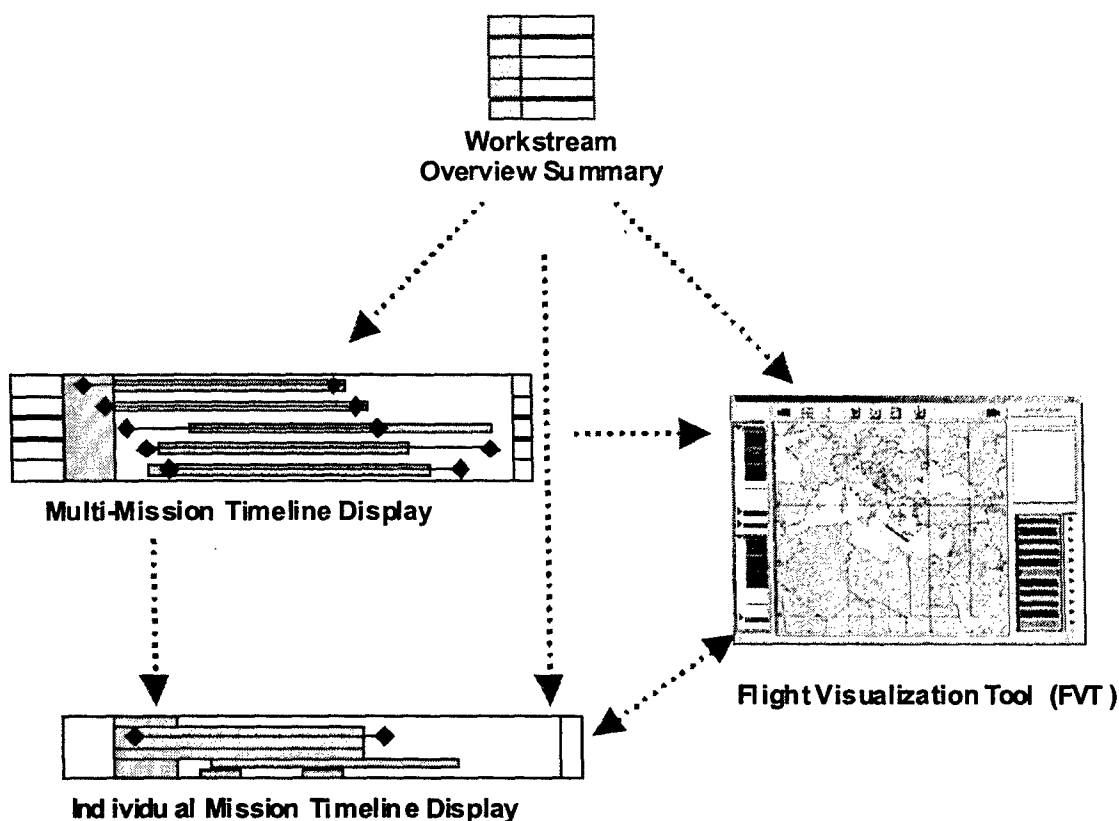 Workstream
Overview Summary
Multi-Mission Timeline Display
Flight Visualization Tool (FVT)
Individual Mission Timeline Display